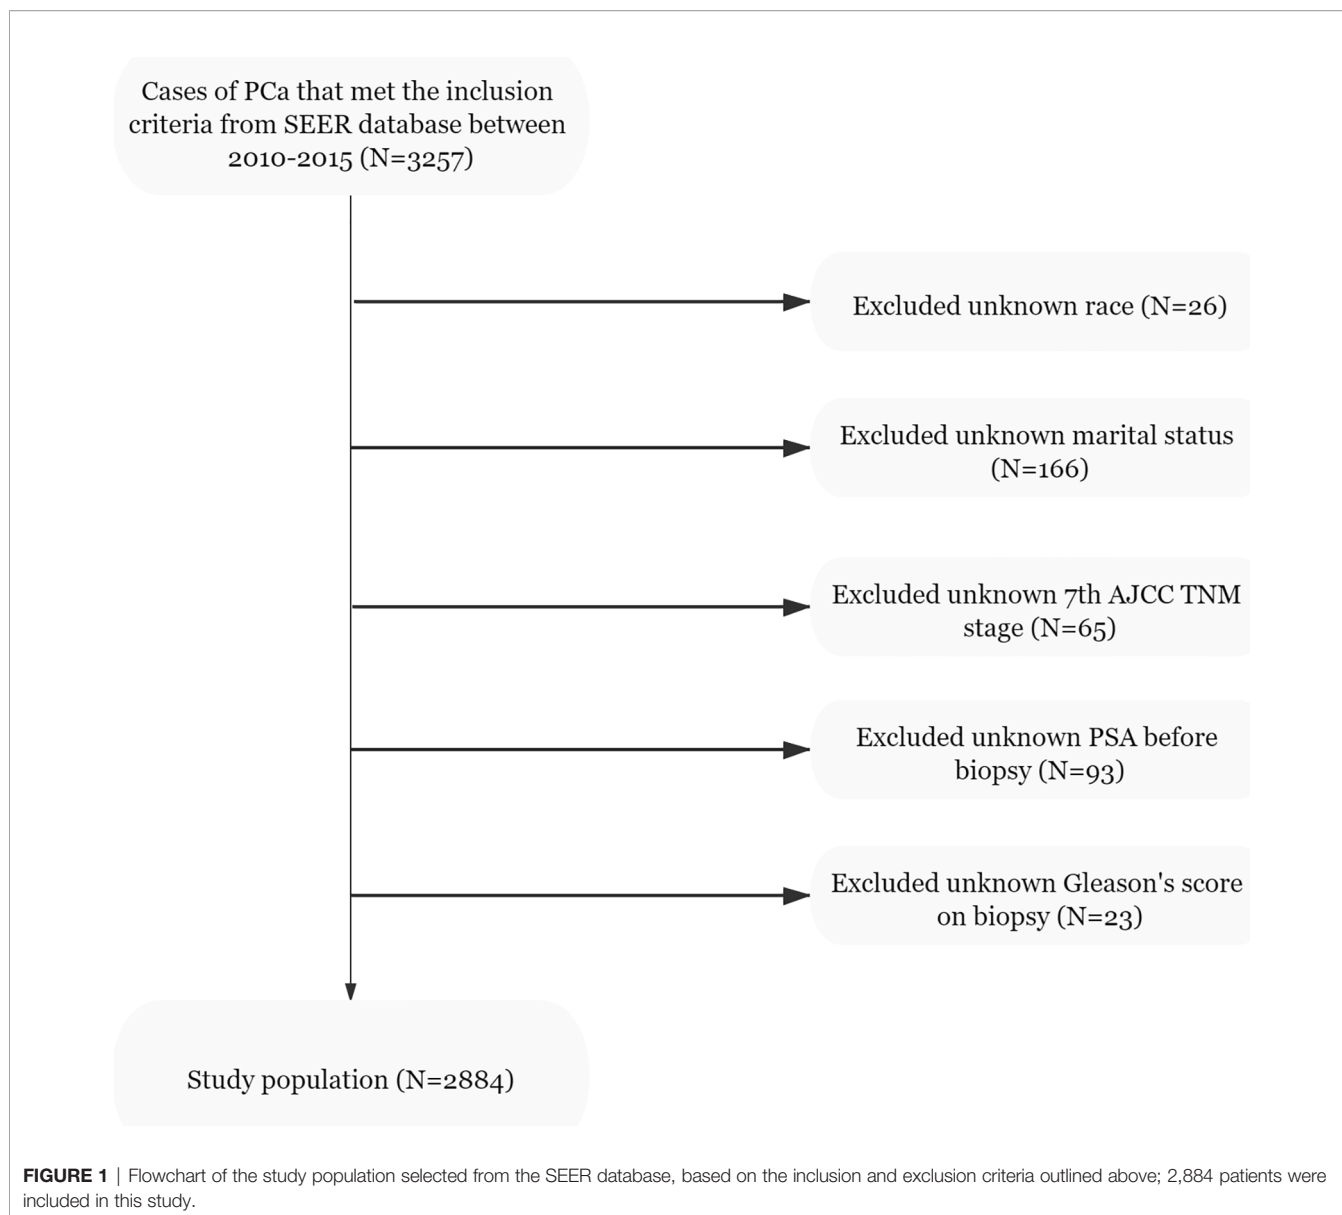 Cases of PCa that met the inclusion
criteria from SEER database between
2010-2015 (N=3257)
Excluded unknown race (N=26)
Excluded unknown marital status
(N=166)
Excluded unknown 7th AJCC TNM
stage (N=65)
Excluded unknown PSA before
biopsy (N=93)
Excluded unknown Gleason's score
on biopsy (N=23)
Study population (N=2884)
FIGURE 1 | Flowchart of the study population selected from the SEER database, based on the inclusion and exclusion criteria outlined above; 2,884 patients were
included in this study.